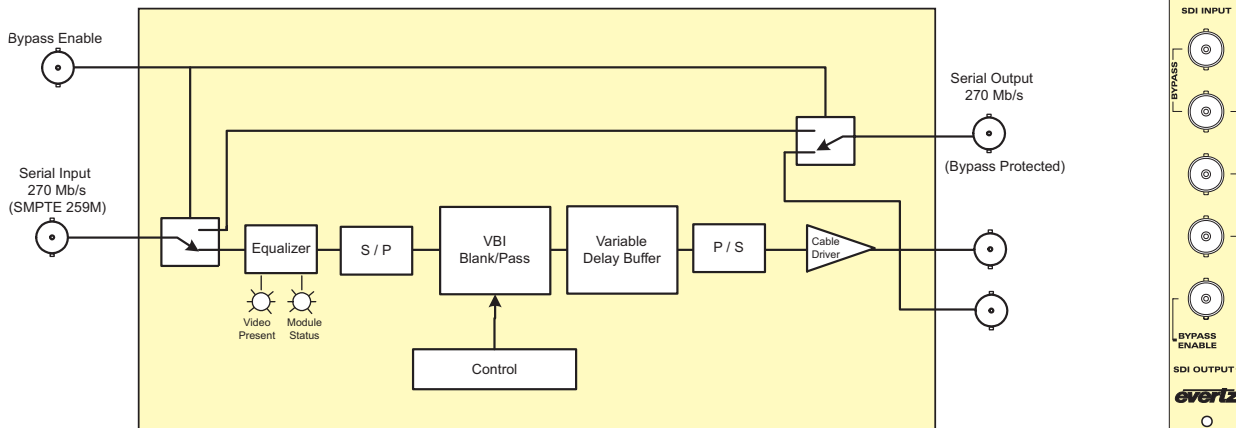 Bypass Enable
Serial Input
270 Mb/s
(SMPTE 259M)
Equalizer
Video
Present
Module
Status
S / P
VBI
Blank/Pass
Control
Variable
Delay Buffer
P / S
Cable
Driver
Serial Output
270 Mb/s
(Bypass Protected)
SDI INPUT
BYPASS
BYPASS
ENABLE
SDI OUTPUT
evertz